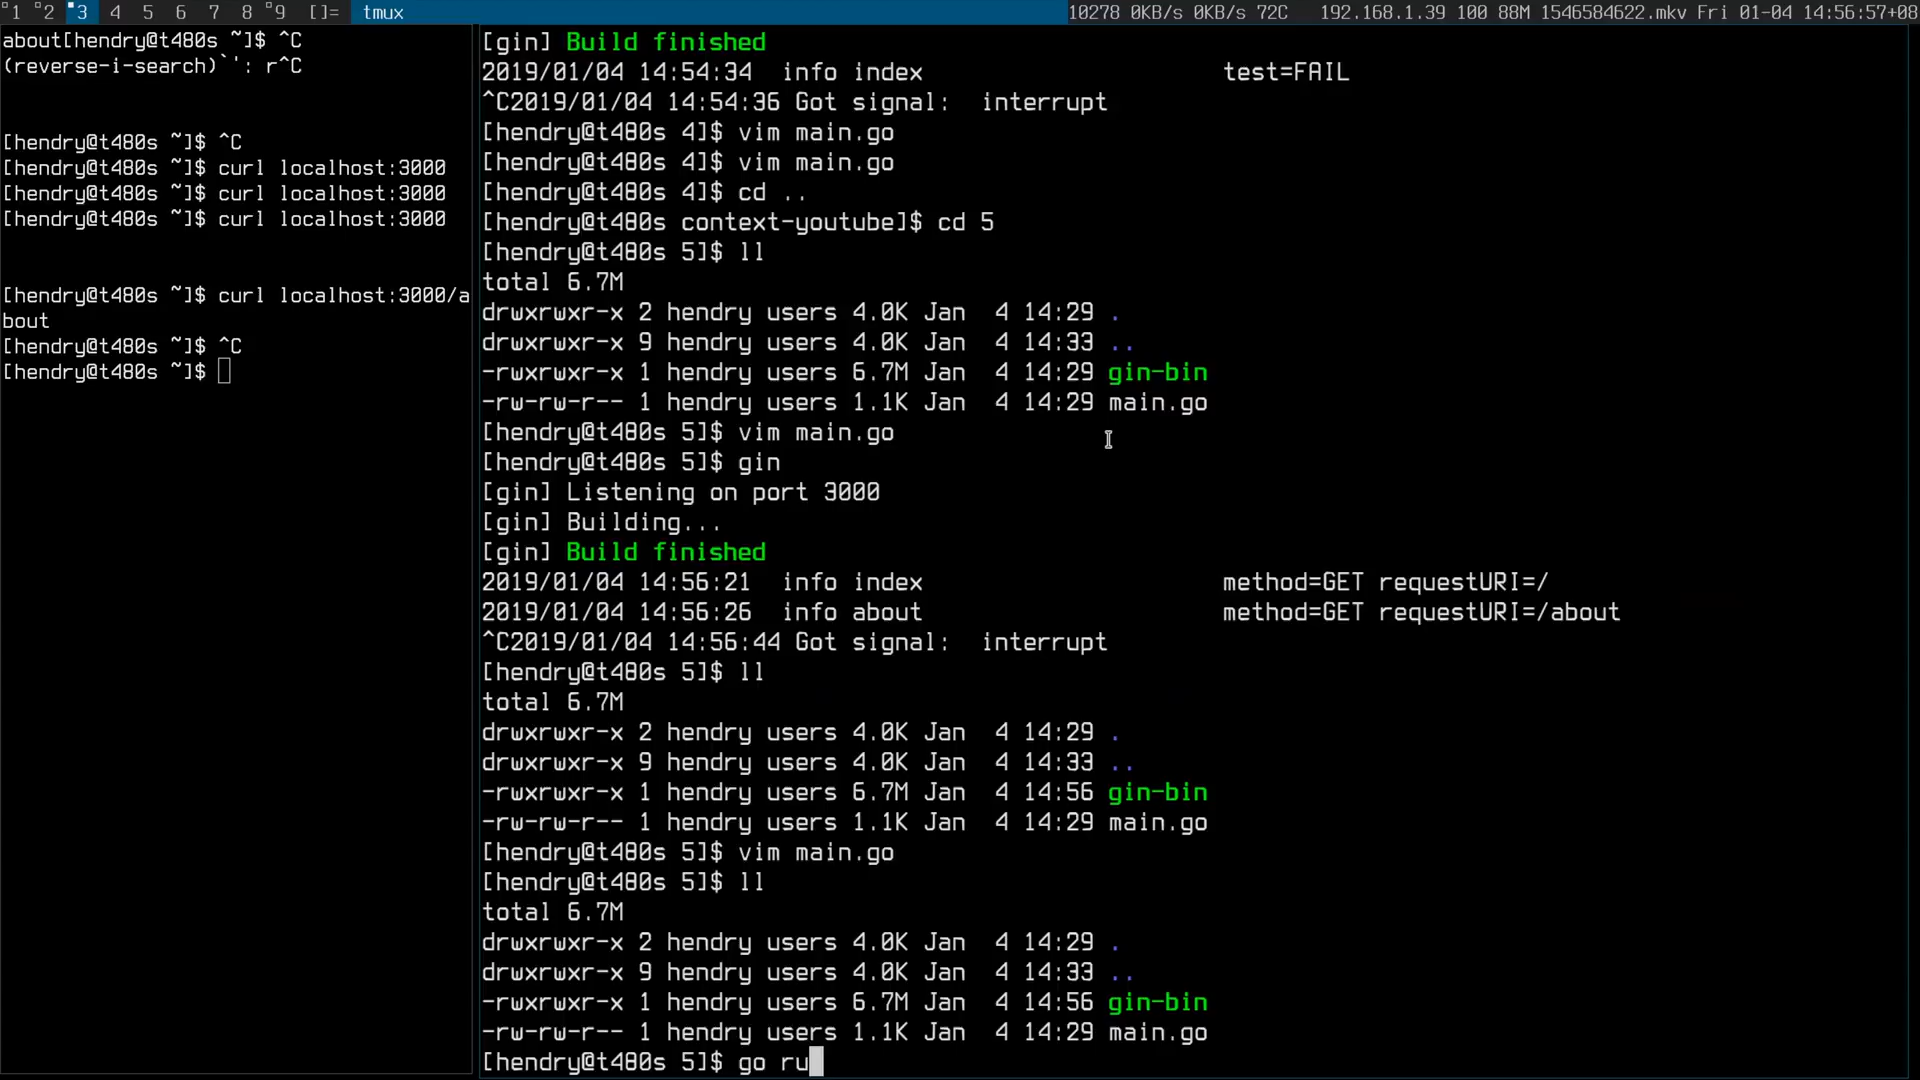 1 2 3 4 5 6 7 8 9 []= tmux 10278 0KB/s 0KB/s 72C 192.168.1.39 100 88M 1546584622.mkv Fri 01-04 14:56:57+08
about[hendry@t480s ~]$ ^C
(reverse-i-search)`': r^C
[hendry@t480s ~]$ ^C
[hendry@t480s ~]$ curl localhost:3000
[hendry@t480s ~]$ curl localhost:3000
[hendry@t480s ~]$ curl localhost:3000
[hendry@t480s ~]$ curl localhost:3000/a
bout
[hendry@t480s ~]$ ^C
[hendry@t480s ~]$
[gin] Build finished
2019/01/04 14:54:34  info index                     test=FAIL
^C2019/01/04 14:54:36 Got signal:  interrupt
[hendry@t480s 4]$ vim main.go
[hendry@t480s 4]$ vim main.go
[hendry@t480s 4]$ cd ..
[hendry@t480s context-youtube]$ cd 5
[hendry@t480s 5]$ ll
total 6.7M
drwxrwxr-x 2 hendry users 4.0K Jan  4 14:29 .
drwxrwxr-x 9 hendry users 4.0K Jan  4 14:33 ..
-rwxrwxr-x 1 hendry users 6.7M Jan  4 14:29 gin-bin
-rw-rw-r-- 1 hendry users 1.1K Jan  4 14:29 main.go
[hendry@t480s 5]$ vim main.go
[hendry@t480s 5]$ gin
[gin] Listening on port 3000
[gin] Building...
[gin] Build finished
2019/01/04 14:56:21  info index                     method=GET requestURI=/
2019/01/04 14:56:26  info about                     method=GET requestURI=/about
^C2019/01/04 14:56:44 Got signal:  interrupt
[hendry@t480s 5]$ ll
total 6.7M
drwxrwxr-x 2 hendry users 4.0K Jan  4 14:29 .
drwxrwxr-x 9 hendry users 4.0K Jan  4 14:33 ..
-rwxrwxr-x 1 hendry users 6.7M Jan  4 14:56 gin-bin
-rw-rw-r-- 1 hendry users 1.1K Jan  4 14:29 main.go
[hendry@t480s 5]$ vim main.go
[hendry@t480s 5]$ ll
total 6.7M
drwxrwxr-x 2 hendry users 4.0K Jan  4 14:29 .
drwxrwxr-x 9 hendry users 4.0K Jan  4 14:33 ..
-rwxrwxr-x 1 hendry users 6.7M Jan  4 14:56 gin-bin
-rw-rw-r-- 1 hendry users 1.1K Jan  4 14:29 main.go
[hendry@t480s 5]$ go ru